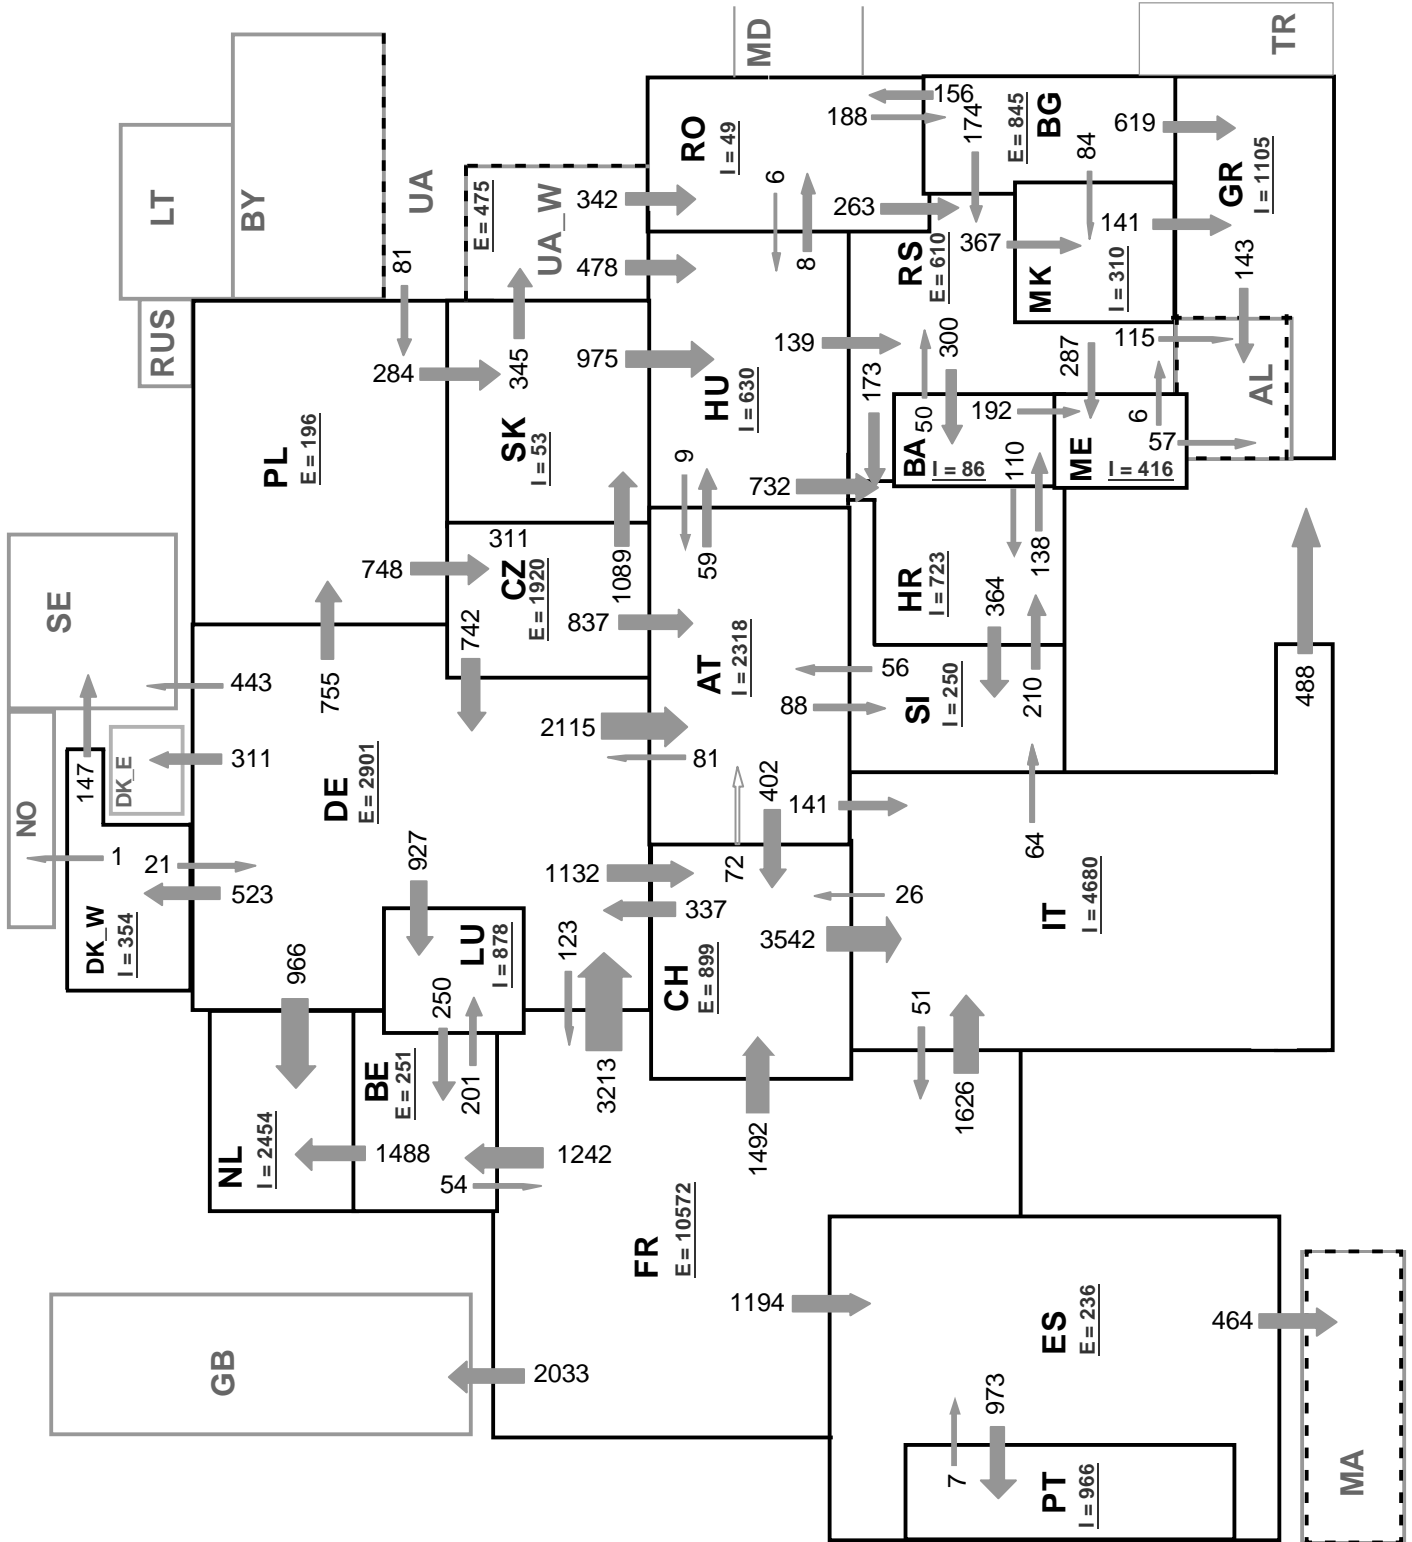 MD
TR
LT
BY
UA
RUS
UA_W
E = 475
RO
I = 49
156
188
174
E = 845
BG
84
619
GR
I = 1105
342
478
6
8
263
RS
E = 610
367
141
MK
I = 310
143
81
284
345
975
139
300
287
115
AL
PL
E = 196
SK
I = 53
HU
I = 630
173
50
192
6
57
BA
I = 86
ME
I = 416
9
59
732
110
138
SE
748
311
CZ
E = 1920
1089
742
837
AT
I = 2318
HR
I = 723
364
443
755
56
88
SI
I = 250
210
488
2115
81
311
147
DK_E
NO
DE
E = 2901
402
141
64
1
21
523
927
1132
72
26
337
3542
IT
I = 4680
DK_W
I = 354
966
LU
I = 878
123
CH
E = 899
250
51
BE
E = 251
201
3213
1626
NL
I = 2454
1488
1242
54
1492
FR
E = 10572
1194
ES
E = 236
464
GB
2033
973
7
PT
I = 966
MA